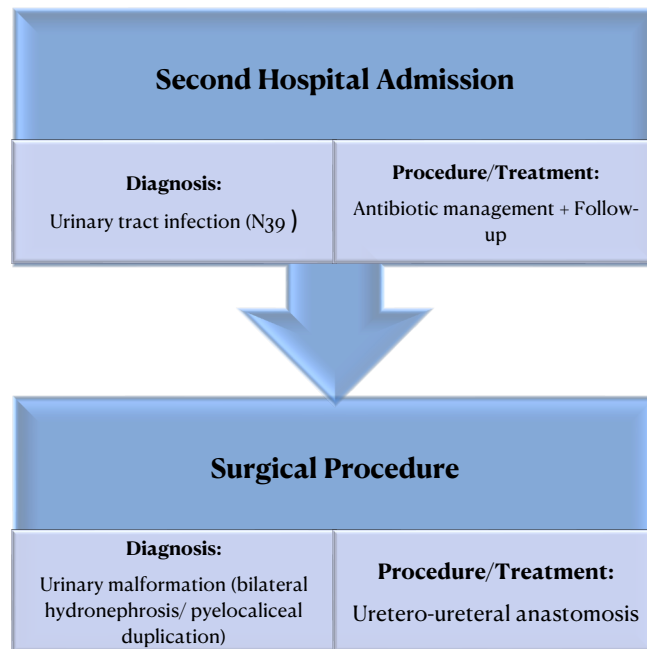 Second Hospital Admission
Diagnosis:
Urinary tract infection (N39 )
Procedure/Treatment:
Antibiotic management + Follow-
up
Surgical Procedure
Diagnosis:
Urinary malformation (bilateral
hydronephrosis/ pyelocaliceal
duplication)
Procedure/Treatment:
Uretero-ureteral anastomosis